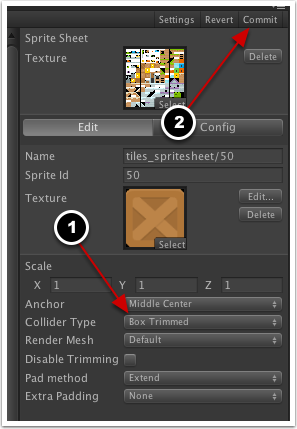 Settings Revert Commit
Sprite Sheet
Texture Delete
Select
2
Edit Config
Name tiles_spritesheet/50
Sprite Id 50
Texture Edit...
Delete
1
Select
Scale
X 1 Y 1 Z 1
Anchor Middle Center
Collider Type Box Trimmed
Render Mesh Default
Disable Trimming
Pad method Extend
Extra Padding None